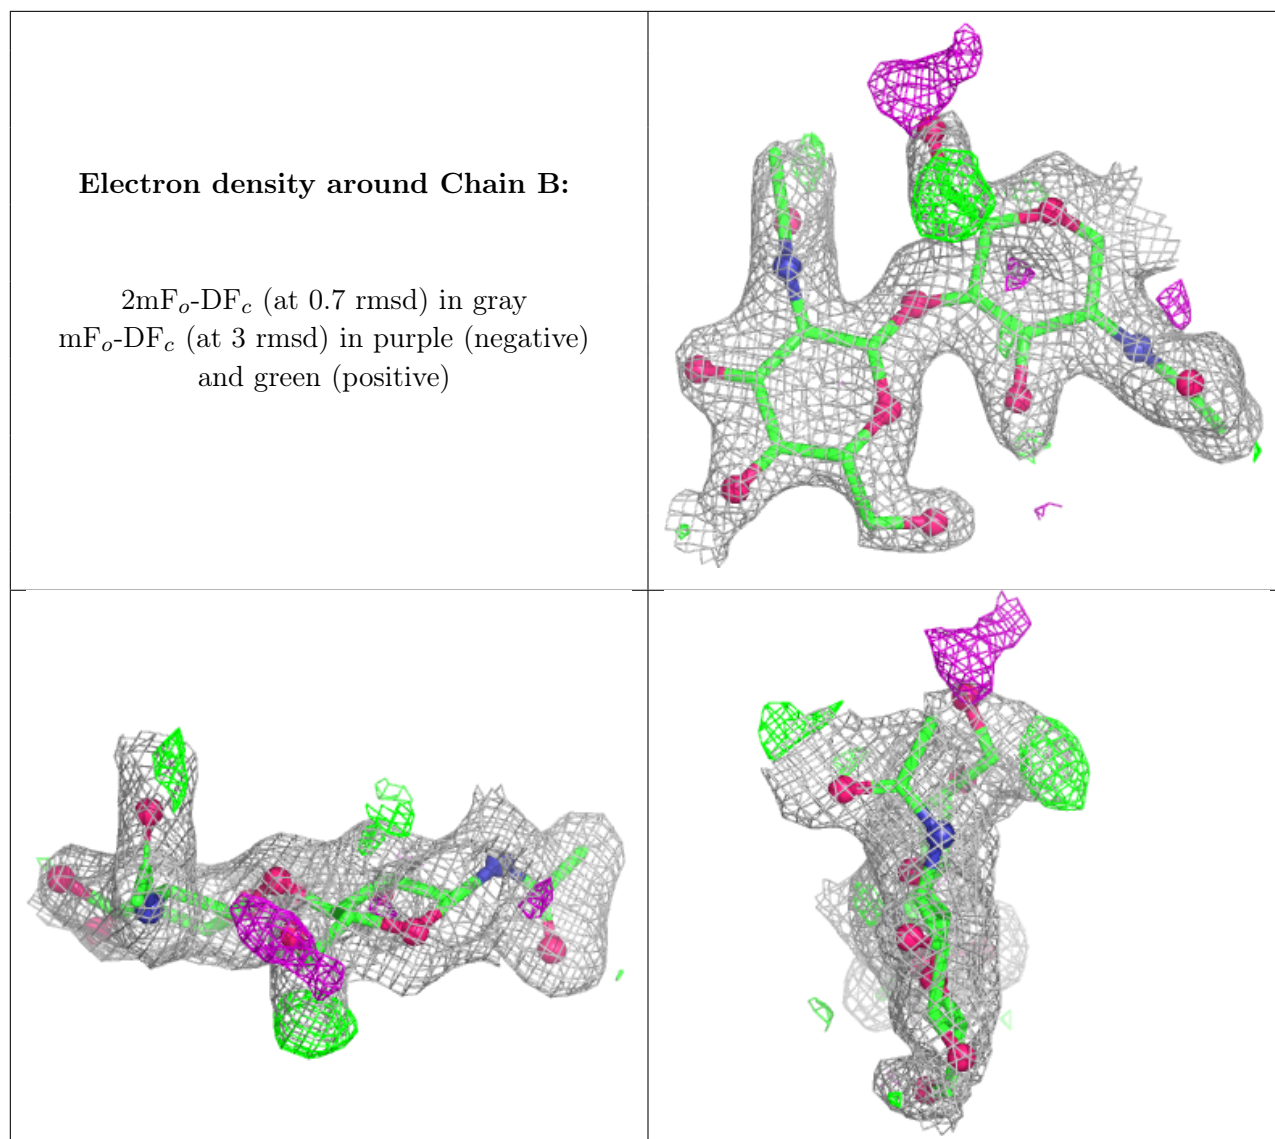 Electron density around Chain B:
2mFo-DFc (at 0.7 rmsd) in gray
mFo-DFc (at 3 rmsd) in purple (negative)
and green (positive)